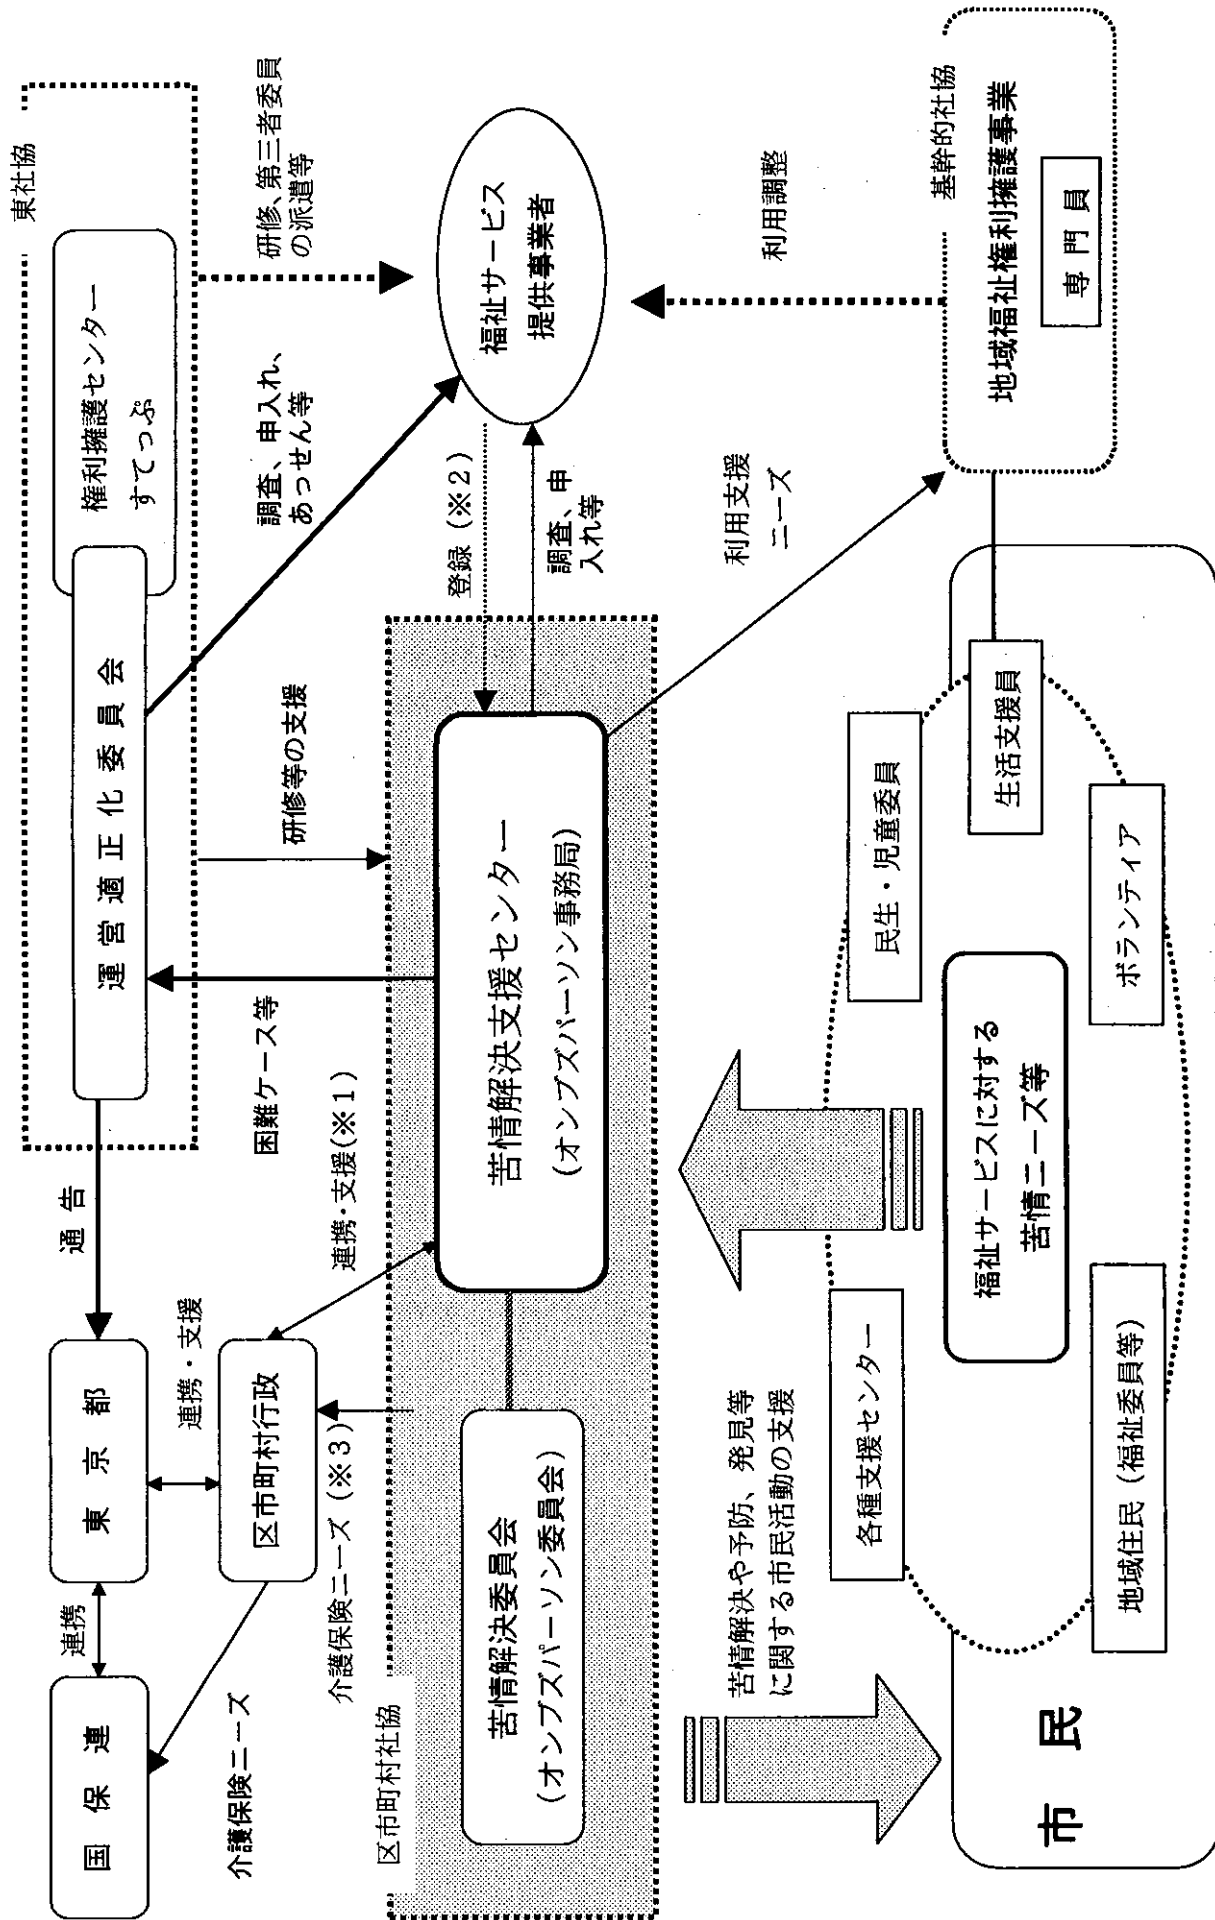 国保連
連携
東京都
通告
運営適正化委員会
権利擁護センター
すてっぷ
東社協
介護保険ニーズ
連携・支援
区市町村行政
介護保険ニーズ（※3）
連携・支援(※1)
困難ケース等
研修等の支援
調査、申入れ、
あっせん等
研修、第三者委員
の派遣等
区市町村社協
苦情解決委員会
（オンブズパーソン委員会）
苦情解決支援センター
（オンブズパーソン事務局）
登録（※2）
調査、申
入れ等
福祉サービス
提供事業者
苦情解決や予防、発見等
に関する市民活動の支援
利用支援
ニーズ
利用調整
市民
各種支援センター
民生・児童委員
福祉サービスに対する
苦情ニーズ等
生活支援員
地域住民（福祉委員等）
ボランティア
基幹的社協
地域福祉権利擁護事業
専門員